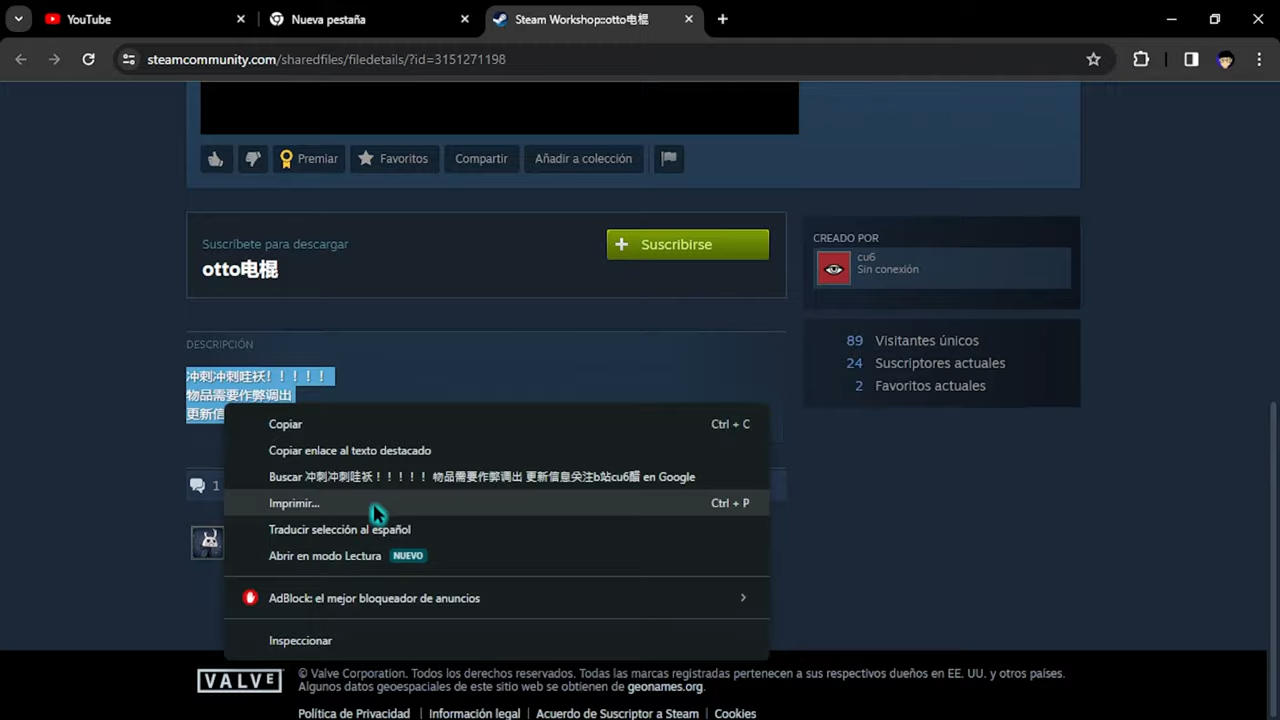 YouTube
Nueva pestaña
Steam Workshop::otto电棍
steamcommunity.com/sharedfiles/filedetails/?id=3151271198
Premiar
Favoritos
Compartir
Añadir a colección
Suscríbete para descargar
otto电棍
Suscribirse
CREADO POR
cu6
Sin conexión
89 Visitantes únicos
24 Suscriptores actuales
2 Favoritos actuales
DESCRIPCIÓN
冲刺冲刺哇袄！！！！！
物品需要作弊调出
更新信
Copiar Ctrl + C
Copiar enlace al texto destacado
Buscar 冲刺冲刺哇袄！！！！！ 物品需要作弊调出 更新信息关注b站cu6醋 en Google
Imprimir... Ctrl + P
Traducir selección al español
Abrir en modo Lectura NUEVO
AdBlock: el mejor bloqueador de anuncios
Inspeccionar
1
VALVE
© Valve Corporation. Todos los derechos reservados. Todas las marcas registradas pertenecen a sus respectivos dueños en EE. UU. y otros países.
Algunos datos geoespaciales de este sitio web se obtienen de geonames.org.
Política de Privacidad | Información legal | Acuerdo de Suscriptor a Steam | Cookies